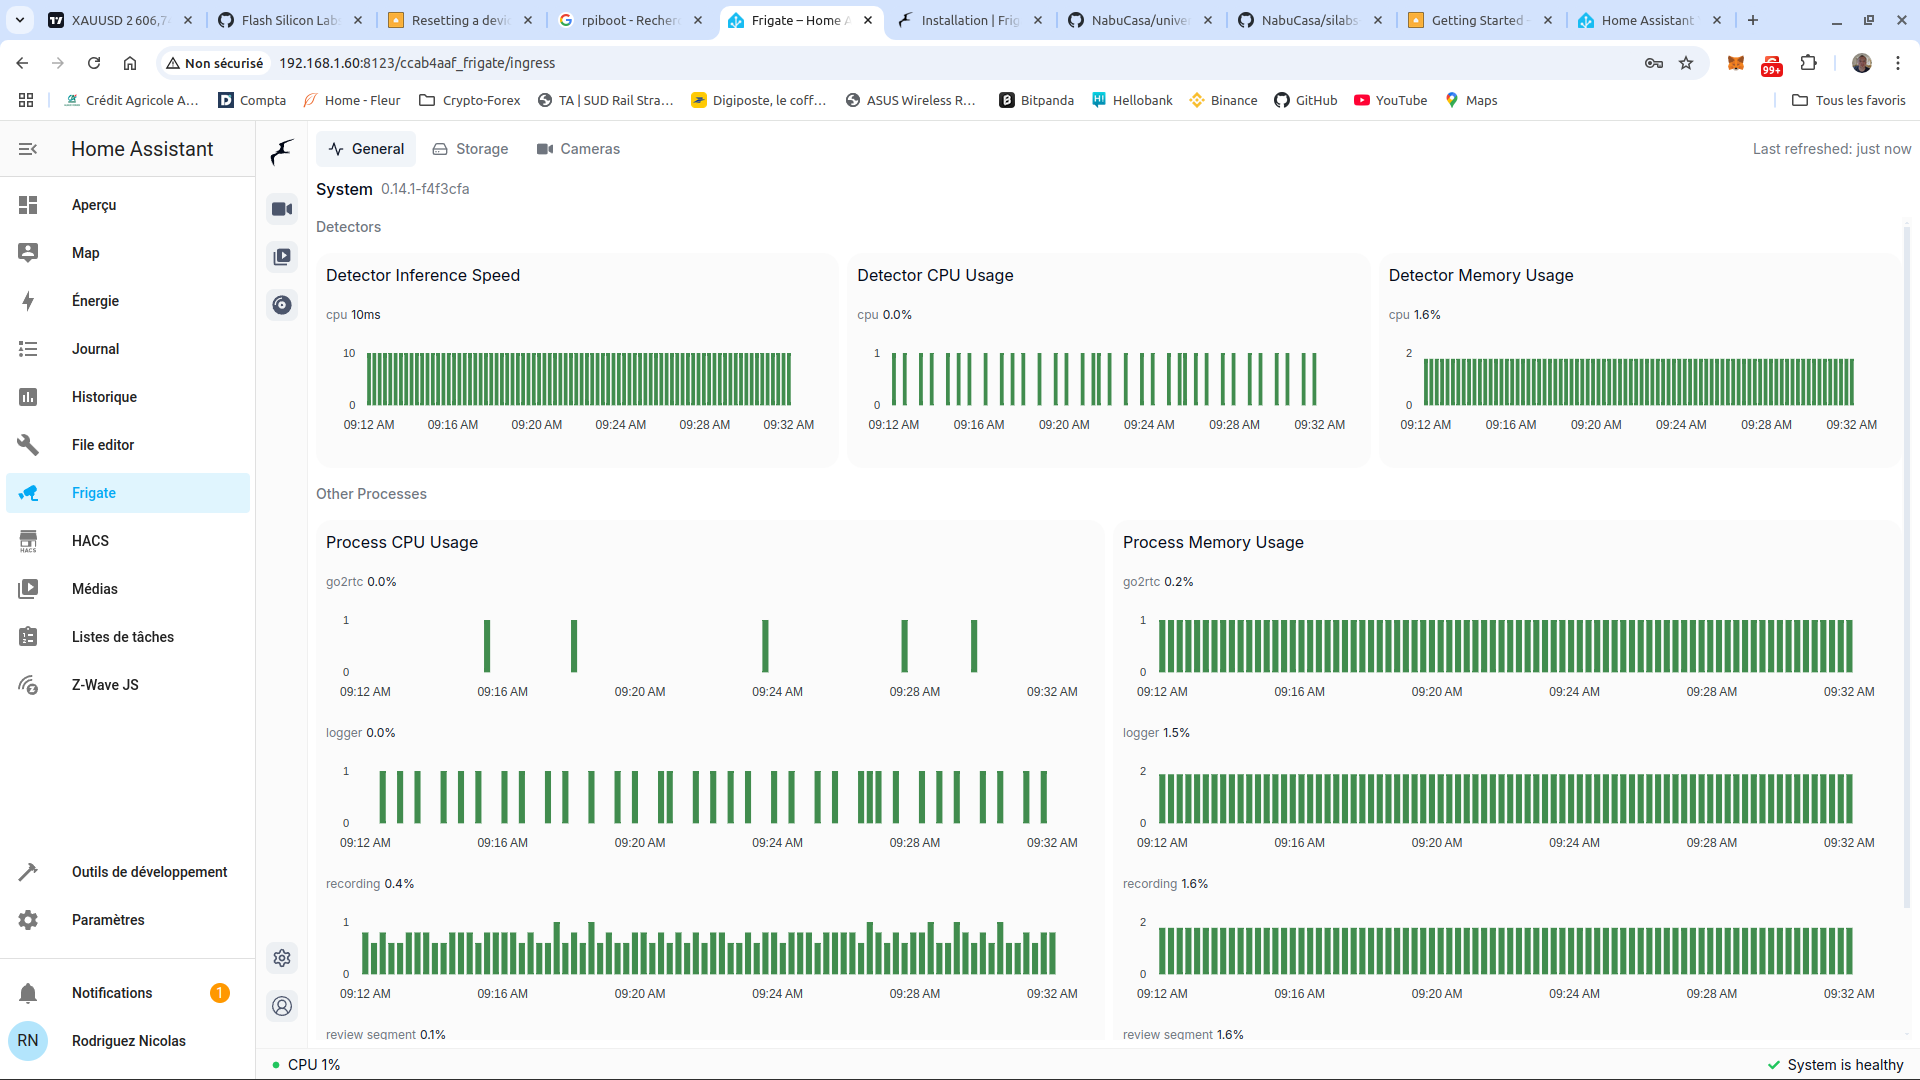 XAUUSD 2 606,7
Flash Silicon Lab
Resetting a devi
rpiboot - Recher
Frigate – Home A
Installation | Frig
NabuCasa/unive
NabuCasa/silabs
Getting Started -
Home Assistant
Non sécurisé
192.168.1.60:8123/ccab4aaf_frigate/ingress
99+
Crédit Agricole A...
Compta
Home - Fleur
Crypto-Forex
TA | SUD Rail Stra...
Digiposte, le coff...
ASUS Wireless R...
Bitpanda
Hellobank
Binance
GitHub
YouTube
Maps
Tous les favoris
Home Assistant
Aperçu
Map
Énergie
Journal
Historique
File editor
Frigate
HACS
HACS
Médias
Listes de tâches
Z-Wave JS
Outils de développement
Paramètres
Notifications
1
RN
Rodriguez Nicolas
General
Storage
Cameras
Last refreshed: just now
System 0.14.1-f4f3cfa
Detectors
Detector Inference Speed
cpu 10ms
10
0
09:12 AM 09:16 AM 09:20 AM 09:24 AM 09:28 AM 09:32 AM
Detector CPU Usage
cpu 0.0%
1
0
09:12 AM 09:16 AM 09:20 AM 09:24 AM 09:28 AM 09:32 AM
Detector Memory Usage
cpu 1.6%
2
0
09:12 AM 09:16 AM 09:20 AM 09:24 AM 09:28 AM 09:32 AM
Other Processes
Process CPU Usage
go2rtc 0.0%
1
0
09:12 AM 09:16 AM 09:20 AM 09:24 AM 09:28 AM 09:32 AM
logger 0.0%
1
0
09:12 AM 09:16 AM 09:20 AM 09:24 AM 09:28 AM 09:32 AM
recording 0.4%
1
0
09:12 AM 09:16 AM 09:20 AM 09:24 AM 09:28 AM 09:32 AM
review segment 0.1%
Process Memory Usage
go2rtc 0.2%
1
0
09:12 AM 09:16 AM 09:20 AM 09:24 AM 09:28 AM 09:32 AM
logger 1.5%
2
0
09:12 AM 09:16 AM 09:20 AM 09:24 AM 09:28 AM 09:32 AM
recording 1.6%
2
0
09:12 AM 09:16 AM 09:20 AM 09:24 AM 09:28 AM 09:32 AM
review segment 1.6%
CPU 1%
System is healthy